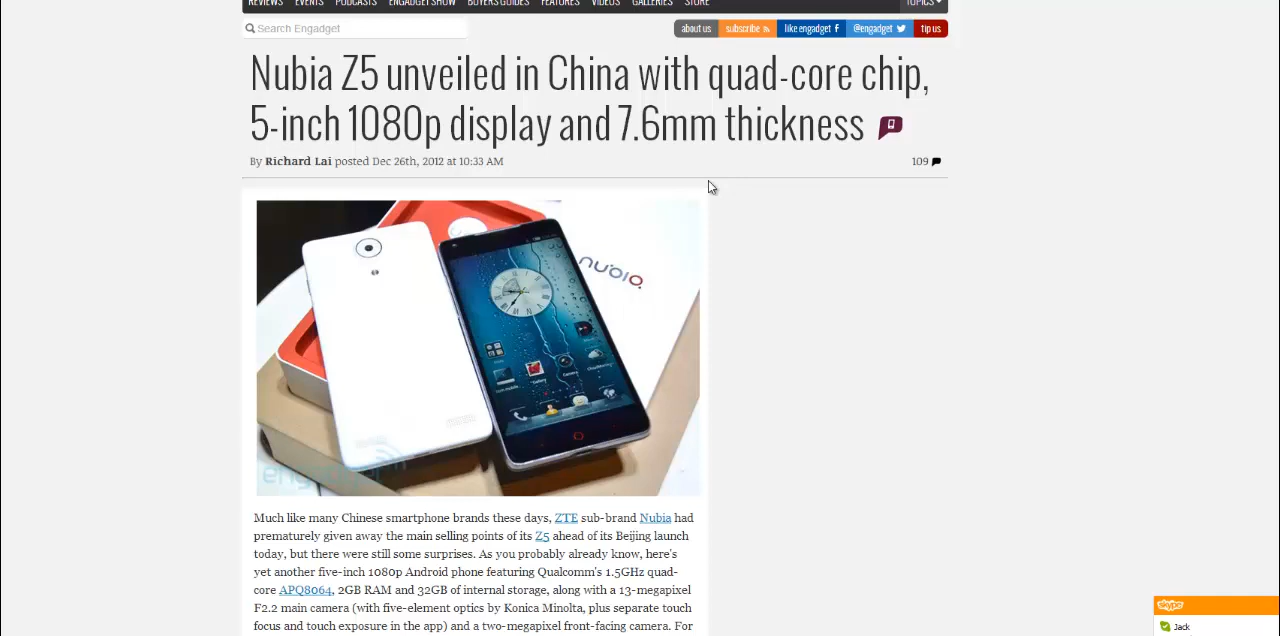 REVIEWS EVENTS PODCASTS ENGADGET SHOW BUYERS GUIDES FEATURES VIDEOS GALLERIES STORE TOPICS
Search Engadget
about us subscribe like engadget f @engadget tip us
Nubia Z5 unveiled in China with quad-core chip,
5-inch 1080p display and 7.6mm thickness
By Richard Lai posted Dec 26th, 2012 at 10:33 AM
109
nubia
engadget
Much like many Chinese smartphone brands these days, ZTE sub-brand Nubia had
prematurely given away the main selling points of its Z5 ahead of its Beijing launch
today, but there were still some surprises. As you probably already know, here's
yet another five-inch 1080p Android phone featuring Qualcomm's 1.5GHz quad-
core APQ8064, 2GB RAM and 32GB of internal storage, along with a 13-megapixel
F2.2 main camera (with five-element optics by Konica Minolta, plus separate touch
focus and touch exposure in the app) and a two-megapixel front-facing camera. For
skype
Jack